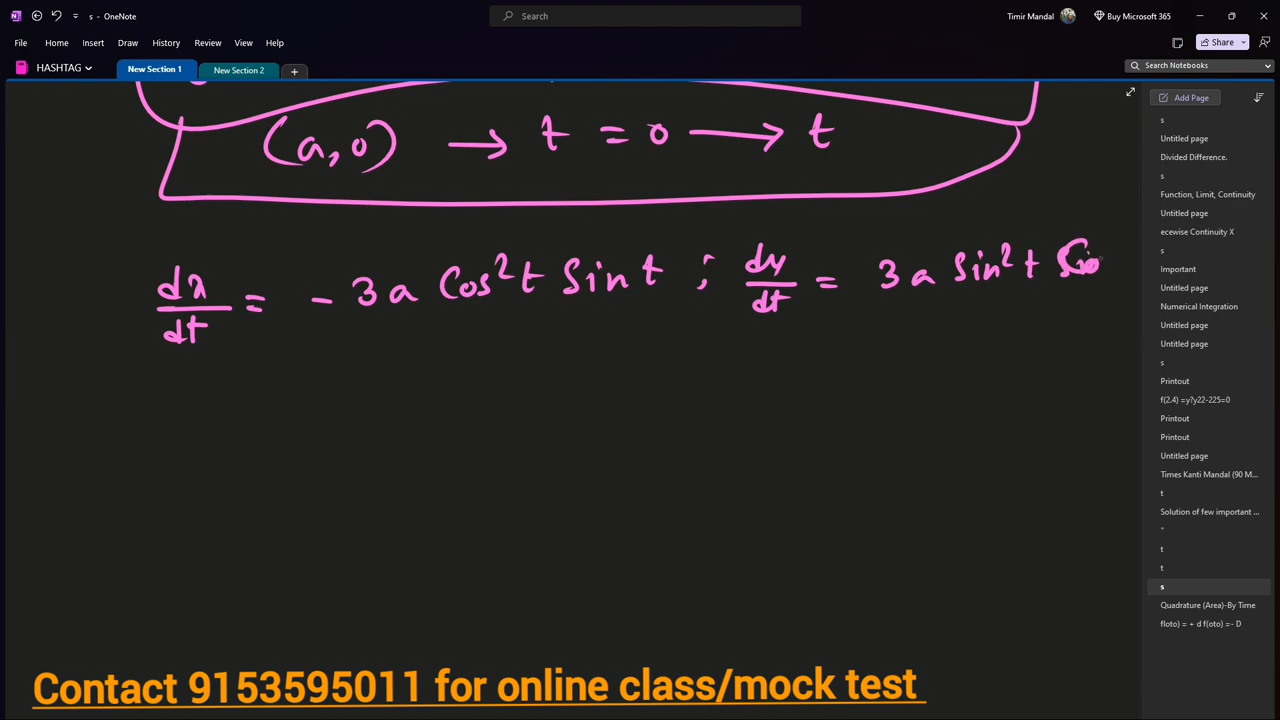 s - OneNote
Search
Timir Mandal
Buy Microsoft 365
File Home Insert Draw History Review View Help
Share
HASHTAG
New Section 1
New Section 2
+
Search Notebooks
Add Page
(a,0) → t = 0 → t
dx/dt = - 3 a Cos²t Sin t ; dy/dt = 3 a Sin²t
s
Untitled page
Divided Difference.
s
Function, Limit, Continuity
Untitled page
ecewise Continuity X
s
Important
Untitled page
Numerical Integration
Untitled page
Untitled page
s
Printout
f(2.4) =y?y22-225=0
Printout
Printout
Untitled page
Times Kanti Mandal (90 M...
t
Solution of few important ...
"
t
t
s
Quadrature (Area)-By Time
floto) = + d f(oto) =- D
Contact 9153595011 for online class/mock test